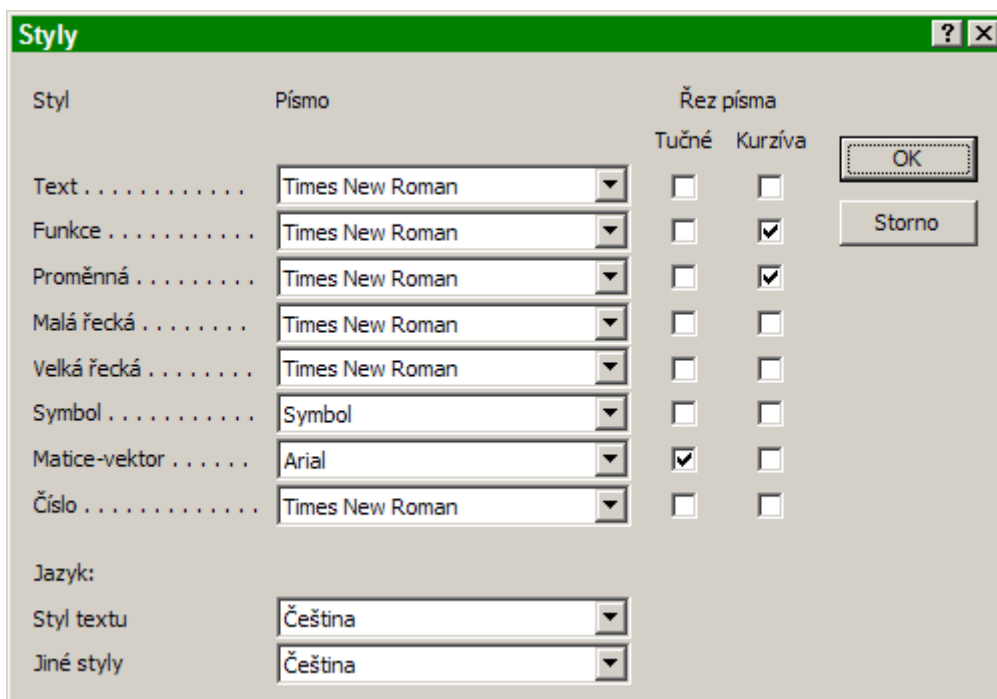 Styly
Styl Písmo Řez písma
Tučné Kurzíva
OK
Text . . . . . . . . . . . . Times New Roman
Storno
Funkce . . . . . . . . . . . Times New Roman
Proměnná . . . . . . . . . Times New Roman
Malá řecká . . . . . . . . Times New Roman
Velká řecká . . . . . . . . Times New Roman
Symbol . . . . . . . . . . . Symbol
Matice-vektor . . . . . . Arial
Číslo . . . . . . . . . . . . . Times New Roman
Jazyk:
Styl textu Čeština
Jiné styly Čeština